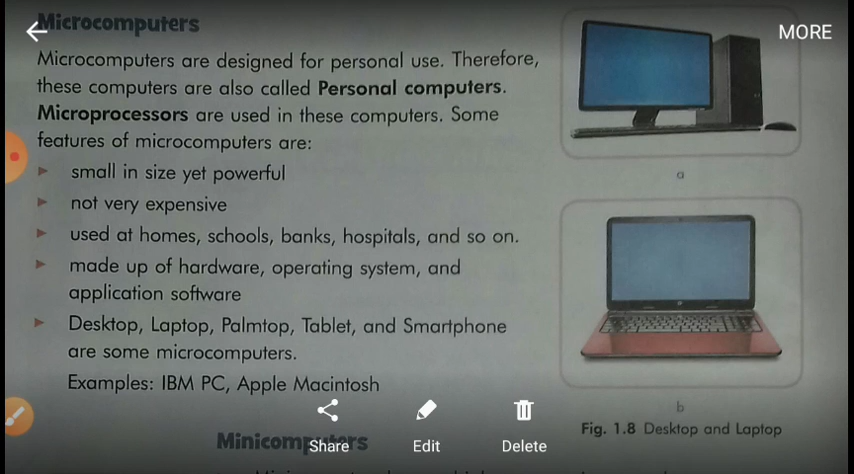 Microcomputers
MORE
Microcomputers are designed for personal use. Therefore,
these computers are also called Personal computers.
Microprocessors are used in these computers. Some
features of microcomputers are:
small in size yet powerful
not very expensive
used at homes, schools, banks, hospitals, and so on.
made up of hardware, operating system, and
application software
Desktop, Laptop, Palmtop, Tablet, and Smartphone
are some microcomputers.
Examples: IBM PC, Apple Macintosh
a
b
Fig. 1.8 Desktop and Laptop
Minicomputers
Share
Edit
Delete